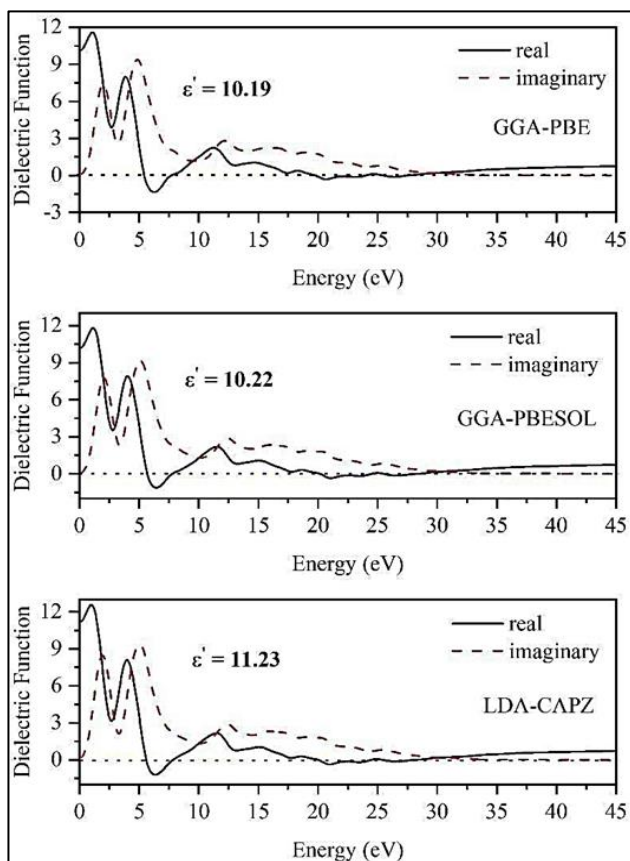 12
9
6
3
0
-3
Dielectric Function
real
imaginary
ε' = 10.19
GGA-PBE
0 5 10 15 20 25 30 35 40 45
Energy (eV)
12
9
6
3
0
Dielectric Function
real
imaginary
ε' = 10.22
GGA-PBESOL
0 5 10 15 20 25 30 35 40 45
Energy (eV)
12
9
6
3
0
Dielectric Function
real
imaginary
ε' = 11.23
LDA-CAPZ
0 5 10 15 20 25 30 35 40 45
Energy (eV)